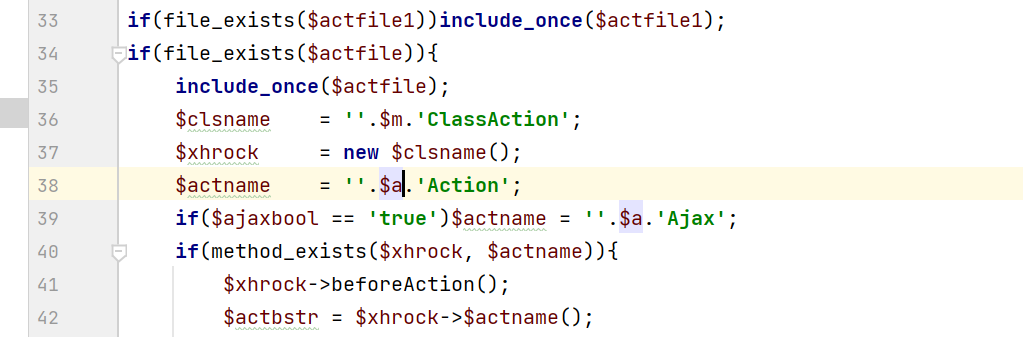 33 if(file_exists($actfile1))include_once($actfile1);
34 if(file_exists($actfile)){
35 include_once($actfile);
36 $clsname = ''.$m.'ClassAction';
37 $xhrock = new $clsname();
38 $actname = ''.$a.'Action';
39 if($ajaxbool == 'true')$actname = ''.$a.'Ajax';
40 if(method_exists($xhrock, $actname)){
41 $xhrock->beforeAction();
42 $actbstr = $xhrock->$actname();